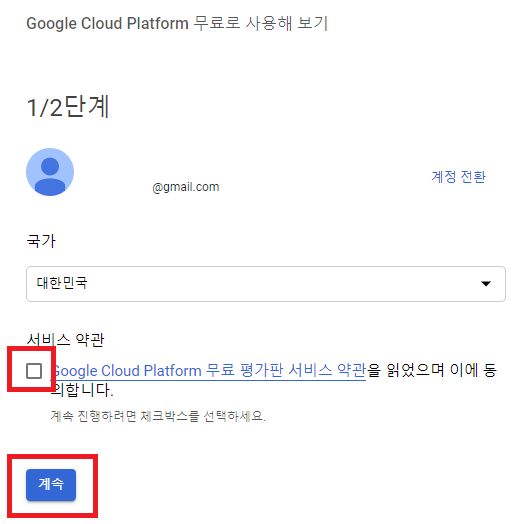 Google Cloud Platform 무료로 사용해 보기
1/2단계
@gmail.com
계정 전환
국가
대한민국
서비스 약관
Google Cloud Platform 무료 평가판 서비스 약관을 읽었으며 이에 동
의합니다.
계속 진행하려면 체크박스를 선택하세요.
계속